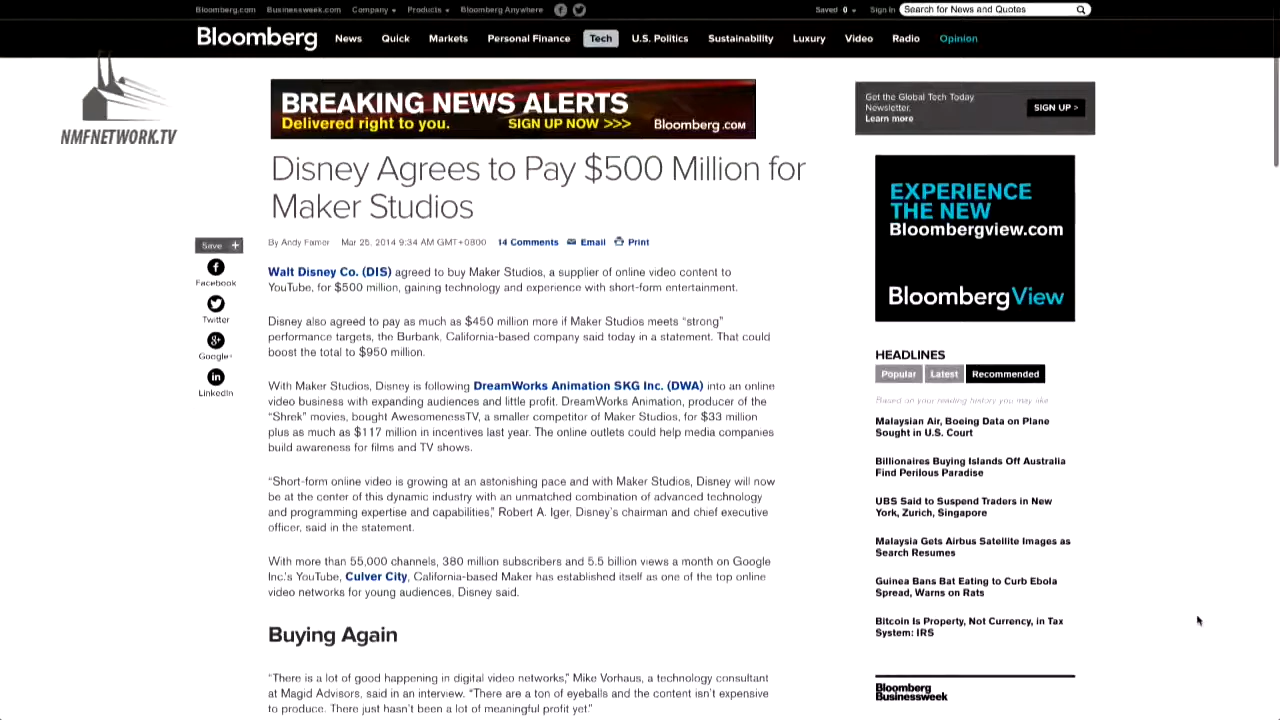 Bloomberg.com Businessweek.com Company Products Bloomberg Anywhere Saved 0 Sign In Search for News and Quotes
Bloomberg News Quick Markets Personal Finance Tech U.S. Politics Sustainability Luxury Video Radio Opinion
NMFNETWORK.TV
BREAKING NEWS ALERTS
Delivered right to you. SIGN UP NOW >>> Bloomberg.COM
Get the Global Tech Today
Newsletter.
Learn more
SIGN UP >
Disney Agrees to Pay $500 Million for
Maker Studios
By Andy Mar 25, 2014 9:34 AM GMT+0800 14 Comments Email Print
Save +
Facebook
Twitter
Google+
LinkedIn
Walt Disney Co. (DIS) agreed to buy Maker Studios, a supplier of online video content to
YouTube, for $500 million, gaining technology and experience with short-form entertainment.
Disney also agreed to pay as much as $450 million more if Maker Studios meets “strong”
performance targets, the Burbank, California-based company said today in a statement. That could
boost the total to $950 million.
With Maker Studios, Disney is following DreamWorks Animation SKG Inc. (DWA) into an online
video business with expanding audiences and little profit. DreamWorks Animation, producer of the
“Shrek” movies, bought AwesomenessTV, a smaller competitor of Maker Studios, for $33 million
plus as much as $117 million in incentives last year. The online outlets could help media companies
build awareness for films and TV shows.
“Short-form online video is growing at an astonishing pace and with Maker Studios, Disney will now
be at the center of this dynamic industry with an unmatched combination of advanced technology
and programming expertise and capabilities,” Robert A. Iger, Disney’s chairman and chief executive
officer, said in the statement.
With more than 55,000 channels, 380 million subscribers and 5.5 billion views a month on Google
Inc.’s YouTube, Culver City, California-based Maker has established itself as one of the top online
video networks for young audiences, Disney said.
Buying Again
“There is a lot of good happening in digital video networks,” Mike Vorhaus, a technology consultant
at Magid Advisors, said in an interview. “There are a ton of eyeballs and the content isn’t expensive
to produce. There just hasn’t been a lot of meaningful profit yet.”
EXPERIENCE
THE NEW
Bloombergview.com
BloombergView
HEADLINES
Popular Latest Recommended
Based on your reading history you may like
Malaysian Air, Boeing Data on Plane
Sought in U.S. Court
Billionaires Buying Islands Off Australia
Find Perilous Paradise
UBS Said to Suspend Traders in New
York, Zurich, Singapore
Malaysia Gets Airbus Satellite Images as
Search Resumes
Guinea Bans Bat Eating to Curb Ebola
Spread, Warns on Rats
Bitcoin Is Property, Not Currency, in Tax
System: IRS
Bloomberg
Businessweek